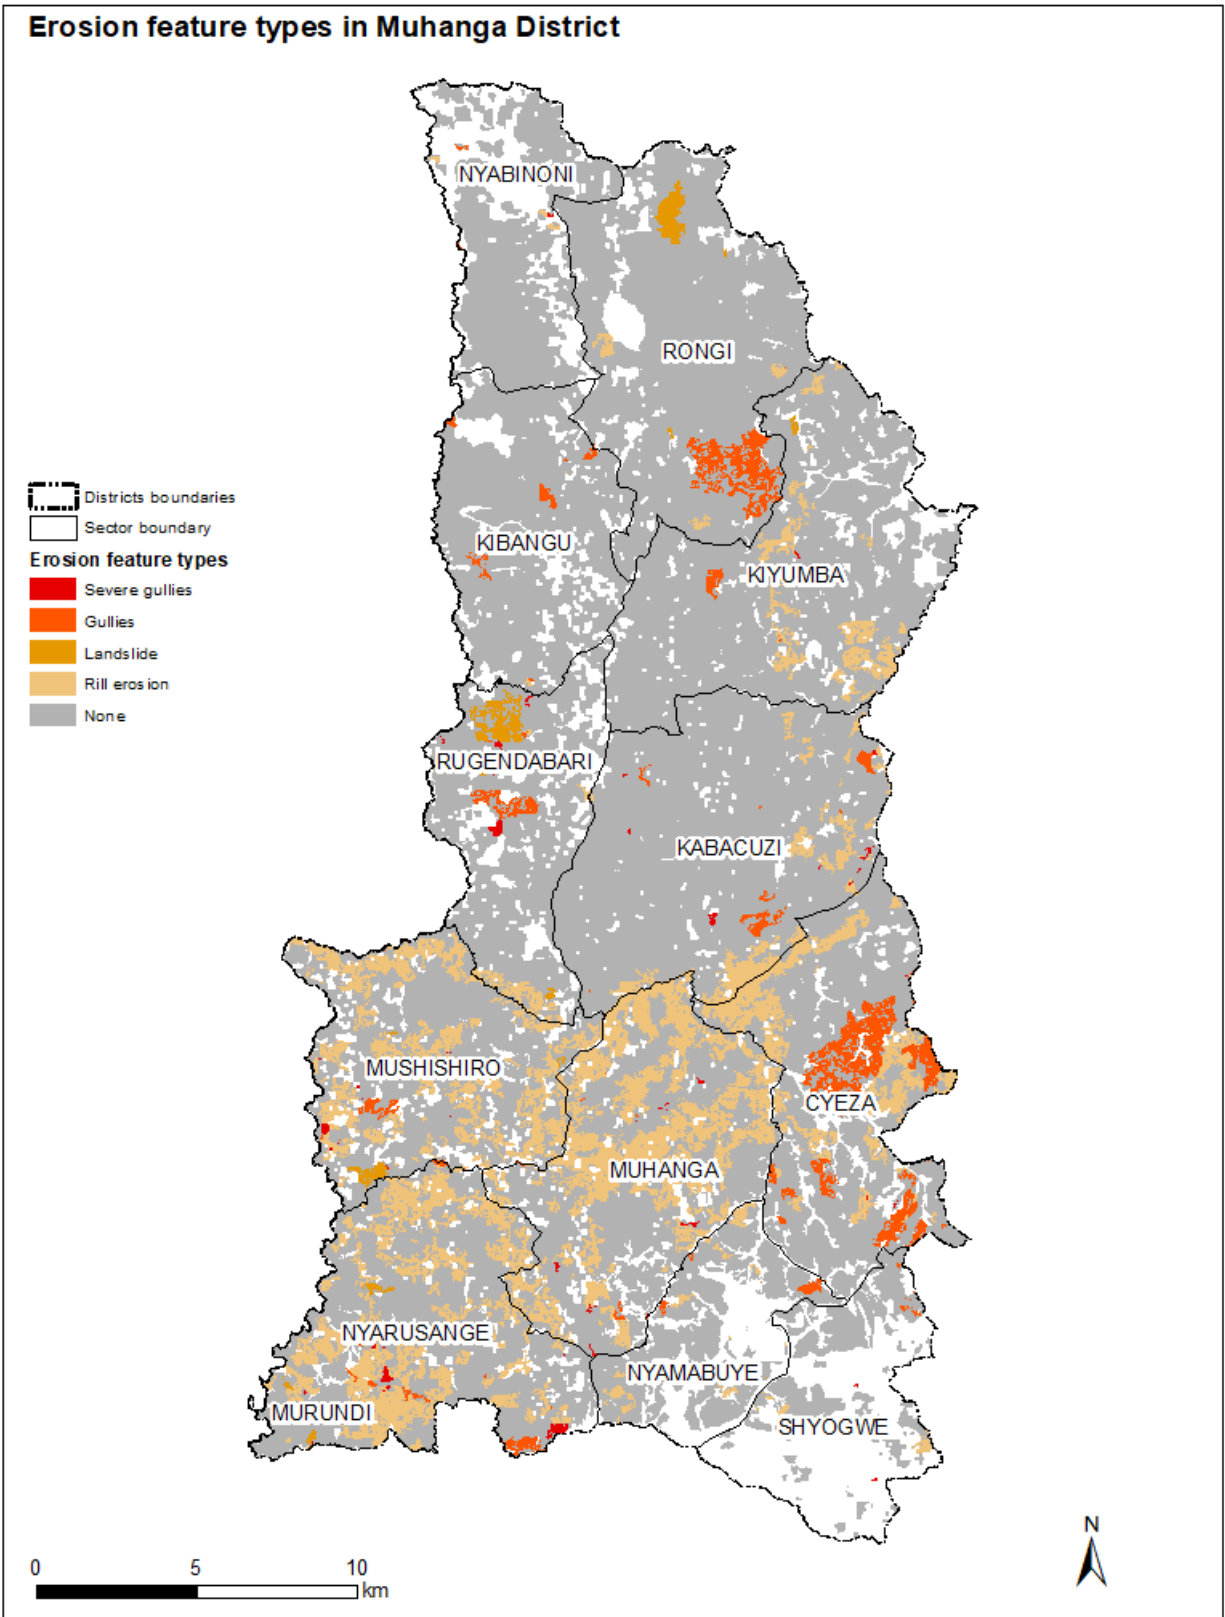 Erosion feature types in Muhanga District
NYABINONI
RONGI
Districts boundaries
Sector boundary
Erosion feature types
Severe gullies
Gullies
Landslide
Rill erosion
None
KIBANGU
KIYUMBA
RUGENDABARI
KABACUZI
MUSHISHIRO
CYEZA
MUHANGA
NYARUSANGE
NYAMABUYE
MURUNDI
SHYOGWE
N
0 5 10
km